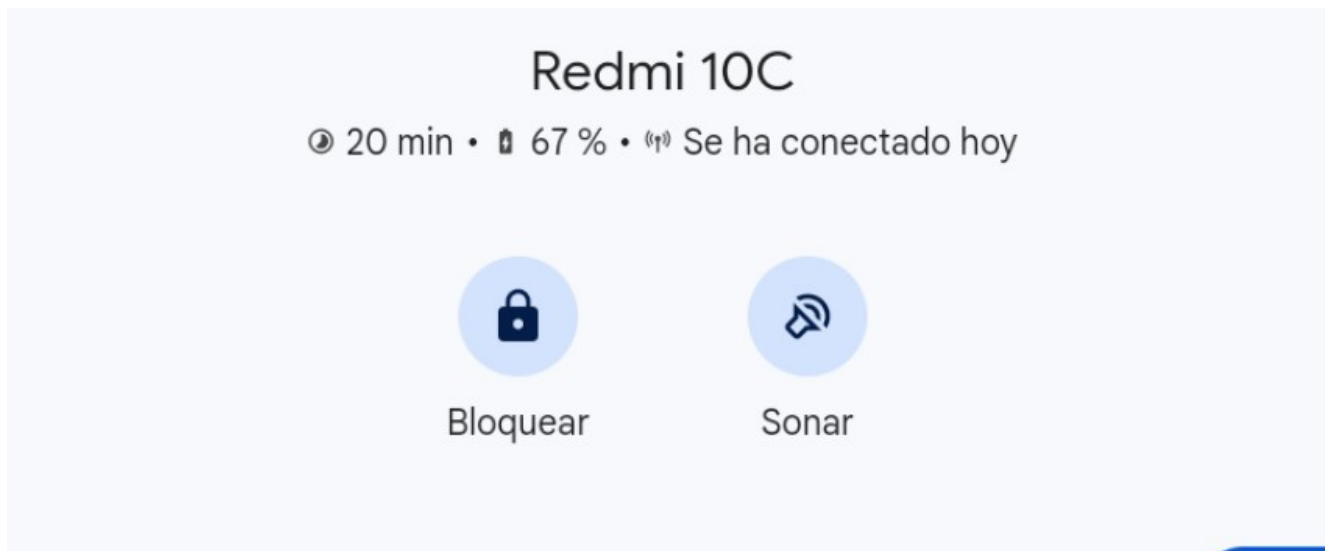 Redmi 10C
20 min • 67 % • Se ha conectado hoy
Bloquear
Sonar